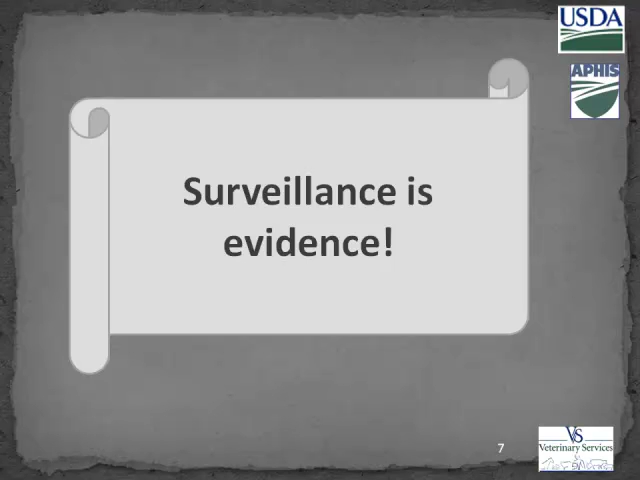 USDA
APHIS
Surveillance is
evidence!
7
VS
Veterinary Services